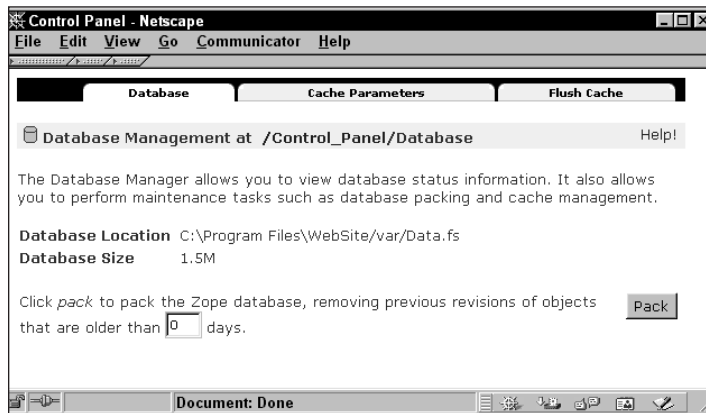 Control Panel - Netscape
File Edit View Go Communicator Help
Database Cache Parameters Flush Cache
Database Management at /Control_Panel/Database Help!
The Database Manager allows you to view database status information. It also allows
you to perform maintenance tasks such as database packing and cache management.
Database Location C:\Program Files\WebSite/var/Data.fs
Database Size 1.5M
Click pack to pack the Zope database, removing previous revisions of objects
that are older than 0 days.
Pack
Document: Done